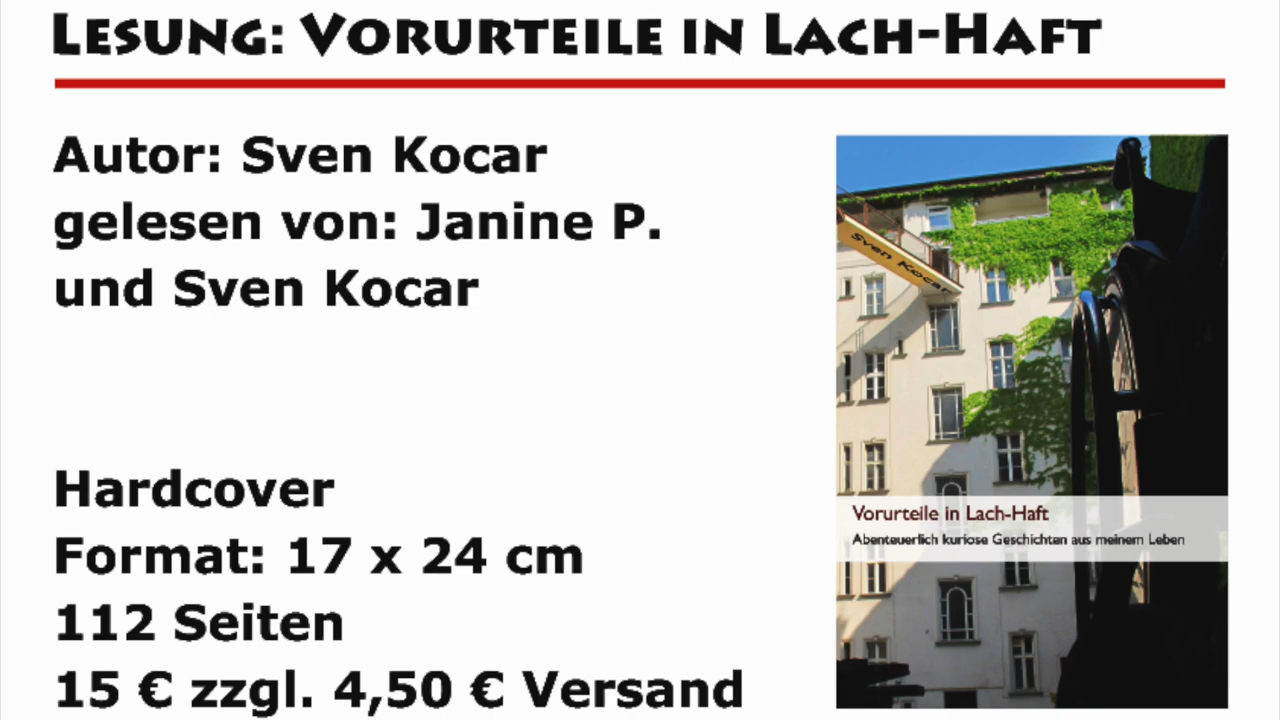 Lesung: Vorurteile in Lach-Haft
Autor: Sven Kocar
gelesen von: Janine P.
und Sven Kocar
Hardcover
Format: 17 x 24 cm
112 Seiten
15 € zzgl. 4,50 € Versand
Sven Kocar
Vorurteile in Lach-Haft
Abenteuerlich kuriose Geschichten aus meinem Leben